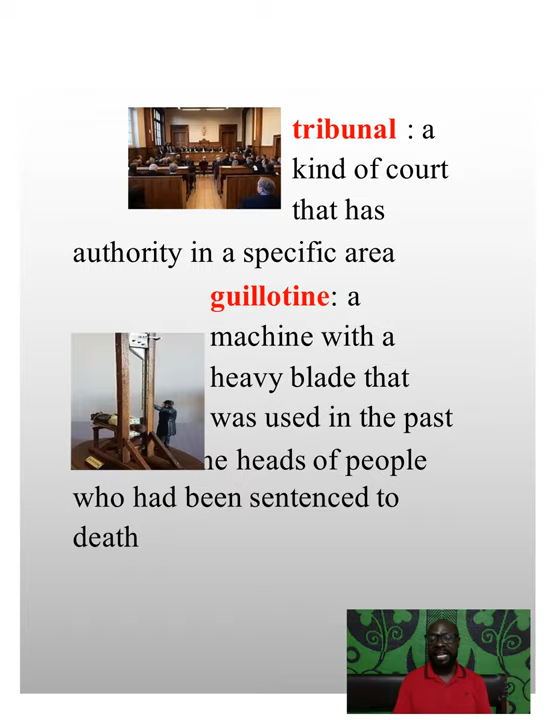 tribunal : a
kind of court
that has
authority in a specific area
guillotine: a
machine with a
heavy blade that
was used in the past
heads of people
who had been sentenced to
death